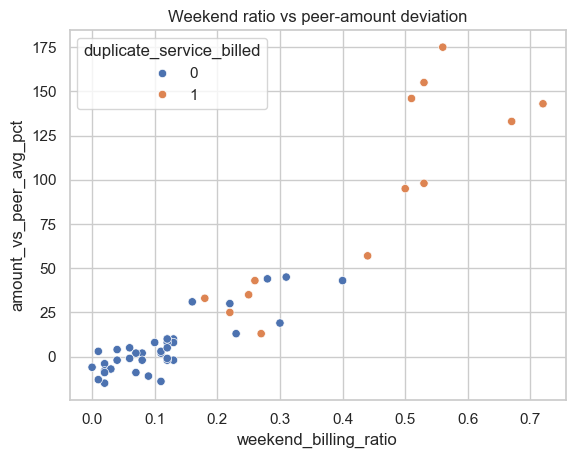 Weekend ratio vs peer-amount deviation
duplicate_service_billed
0
1
amount_vs_peer_avg_pct
175
150
125
100
75
50
25
0
0.0 0.1 0.2 0.3 0.4 0.5 0.6 0.7
weekend_billing_ratio